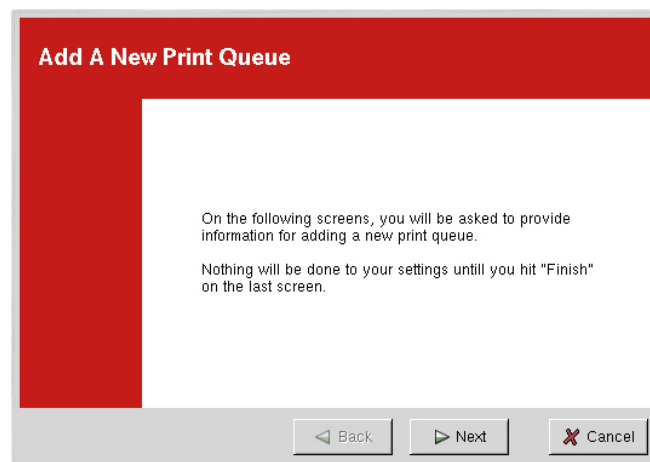 Add A New Print Queue
On the following screens, you will be asked to provide
information for adding a new print queue.
Nothing will be done to your settings untill you hit "Finish"
on the last screen.
Back
Next
Cancel